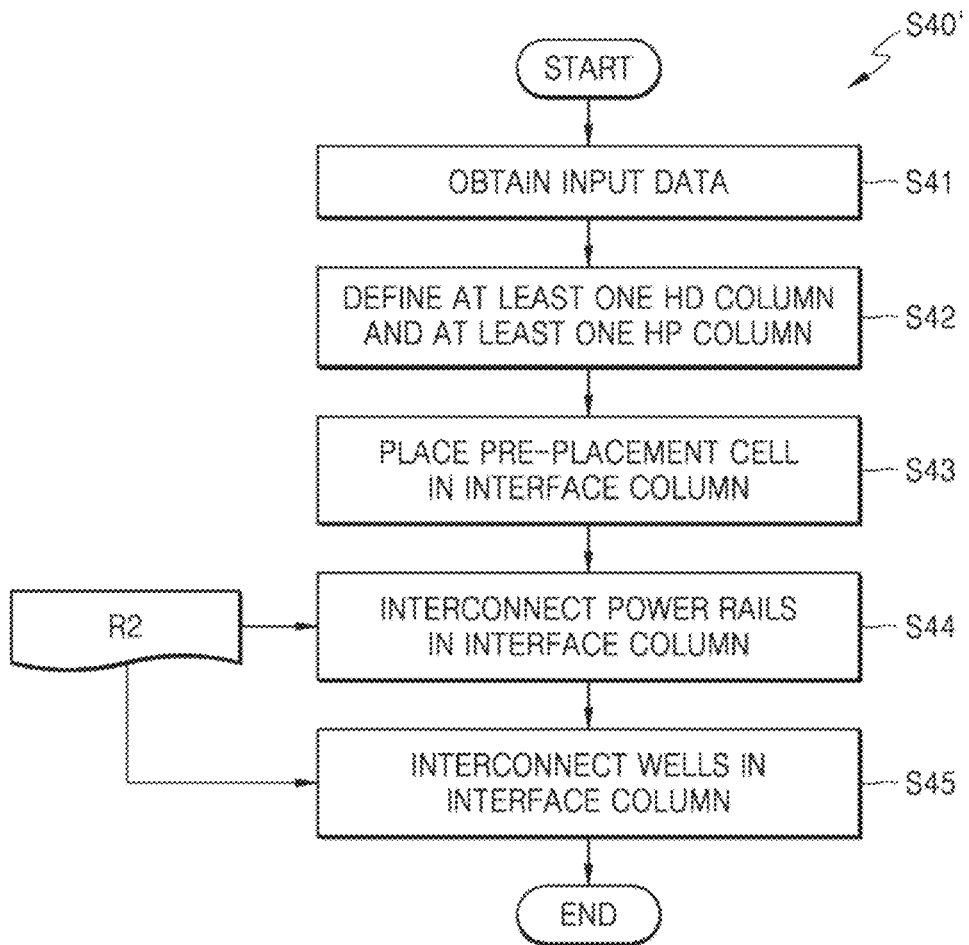 S40'
START
OBTAIN INPUT DATA
S41
DEFINE AT LEAST ONE HD COLUMN
AND AT LEAST ONE HP COLUMN
S42
PLACE PRE-PLACEMENT CELL
IN INTERFACE COLUMN
S43
R2
INTERCONNECT POWER RAILS
IN INTERFACE COLUMN
S44
INTERCONNECT WELLS IN
INTERFACE COLUMN
S45
END